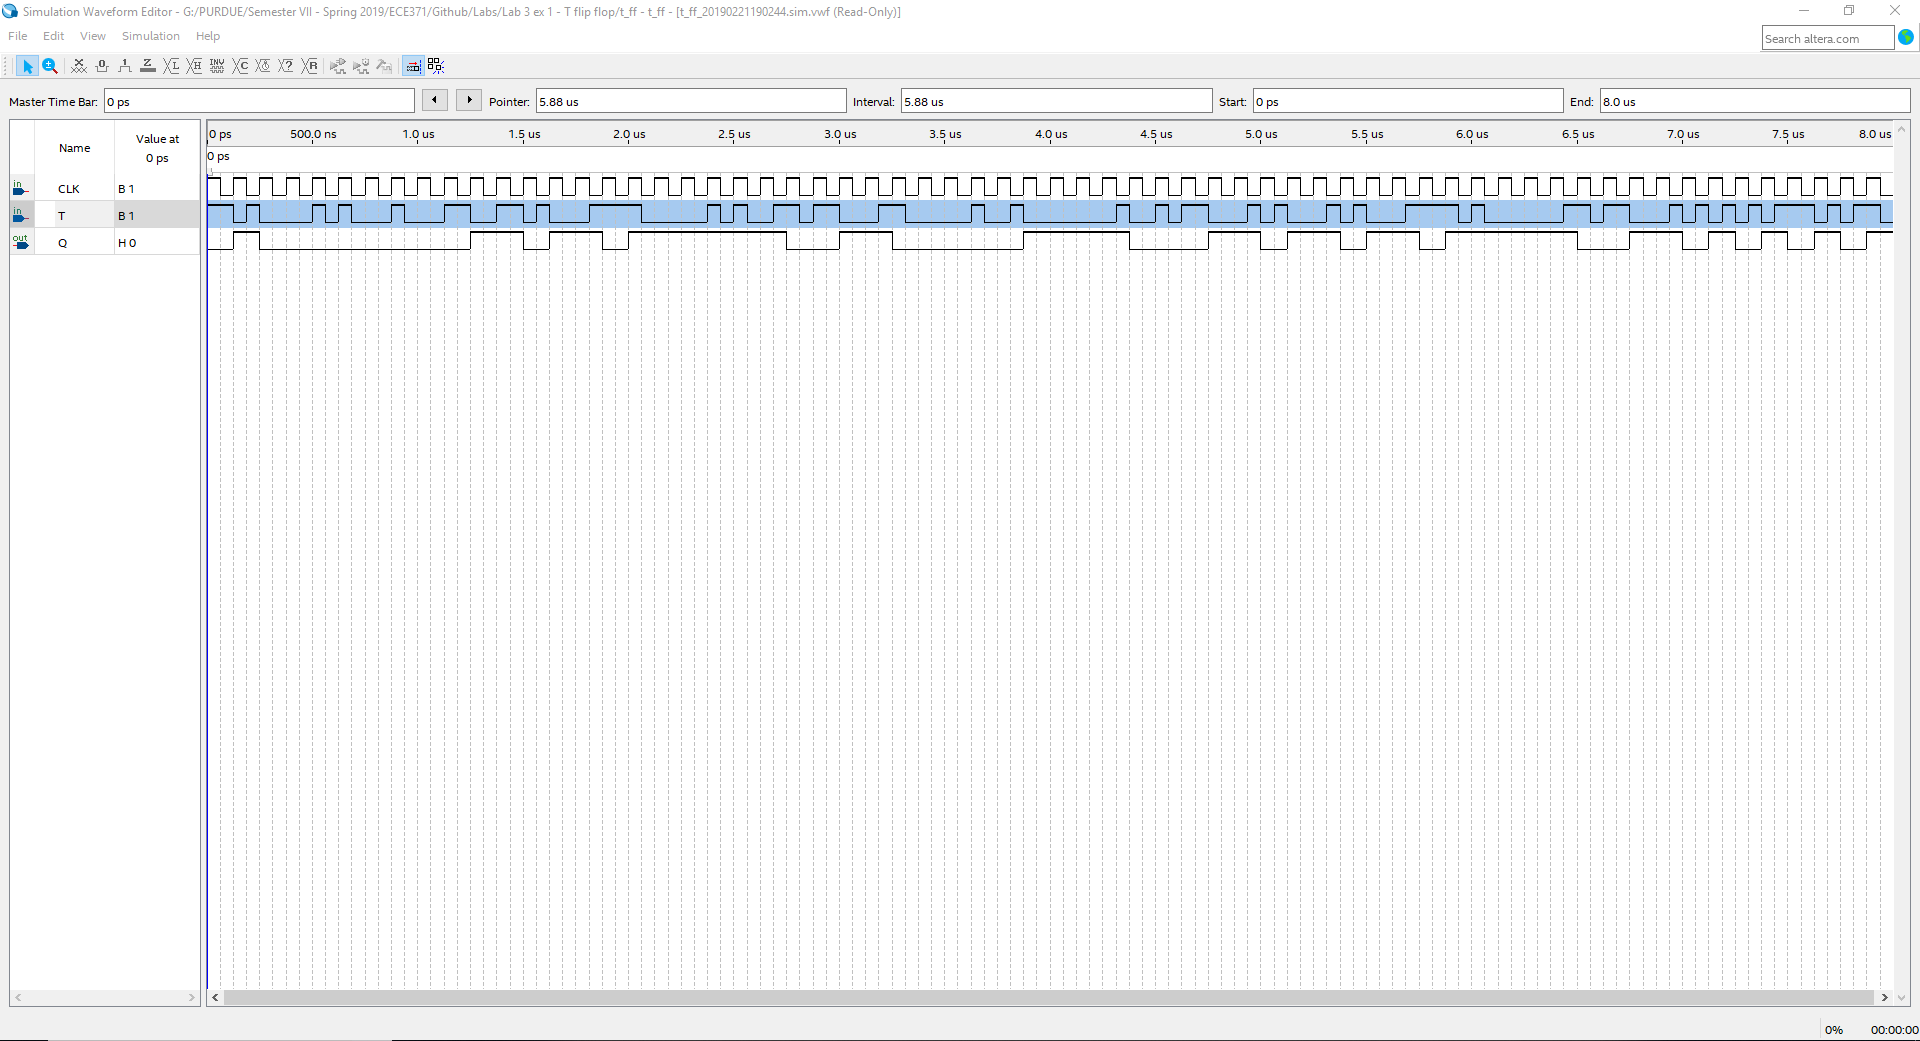 Simulation Waveform Editor - G:/PURDUE/Semester VII - Spring 2019/ECE371/Github/Labs/Lab 3 ex 1 - T flip flop/t_ff - t_ff - [t_ff_20190221190244.sim.vwf (Read-Only)]
File Edit View Simulation Help
Search altera.com
Master Time Bar: 0 ps Pointer: 5.88 us Interval: 5.88 us Start: 0 ps End: 8.0 us
Name Value at 0 ps
0 ps 500.0 ns 1.0 us 1.5 us 2.0 us 2.5 us 3.0 us 3.5 us 4.0 us 4.5 us 5.0 us 5.5 us 6.0 us 6.5 us 7.0 us 7.5 us 8.0 us
0 ps
in CLK B 1
in T B 1
out Q H 0
0% 00:00:00